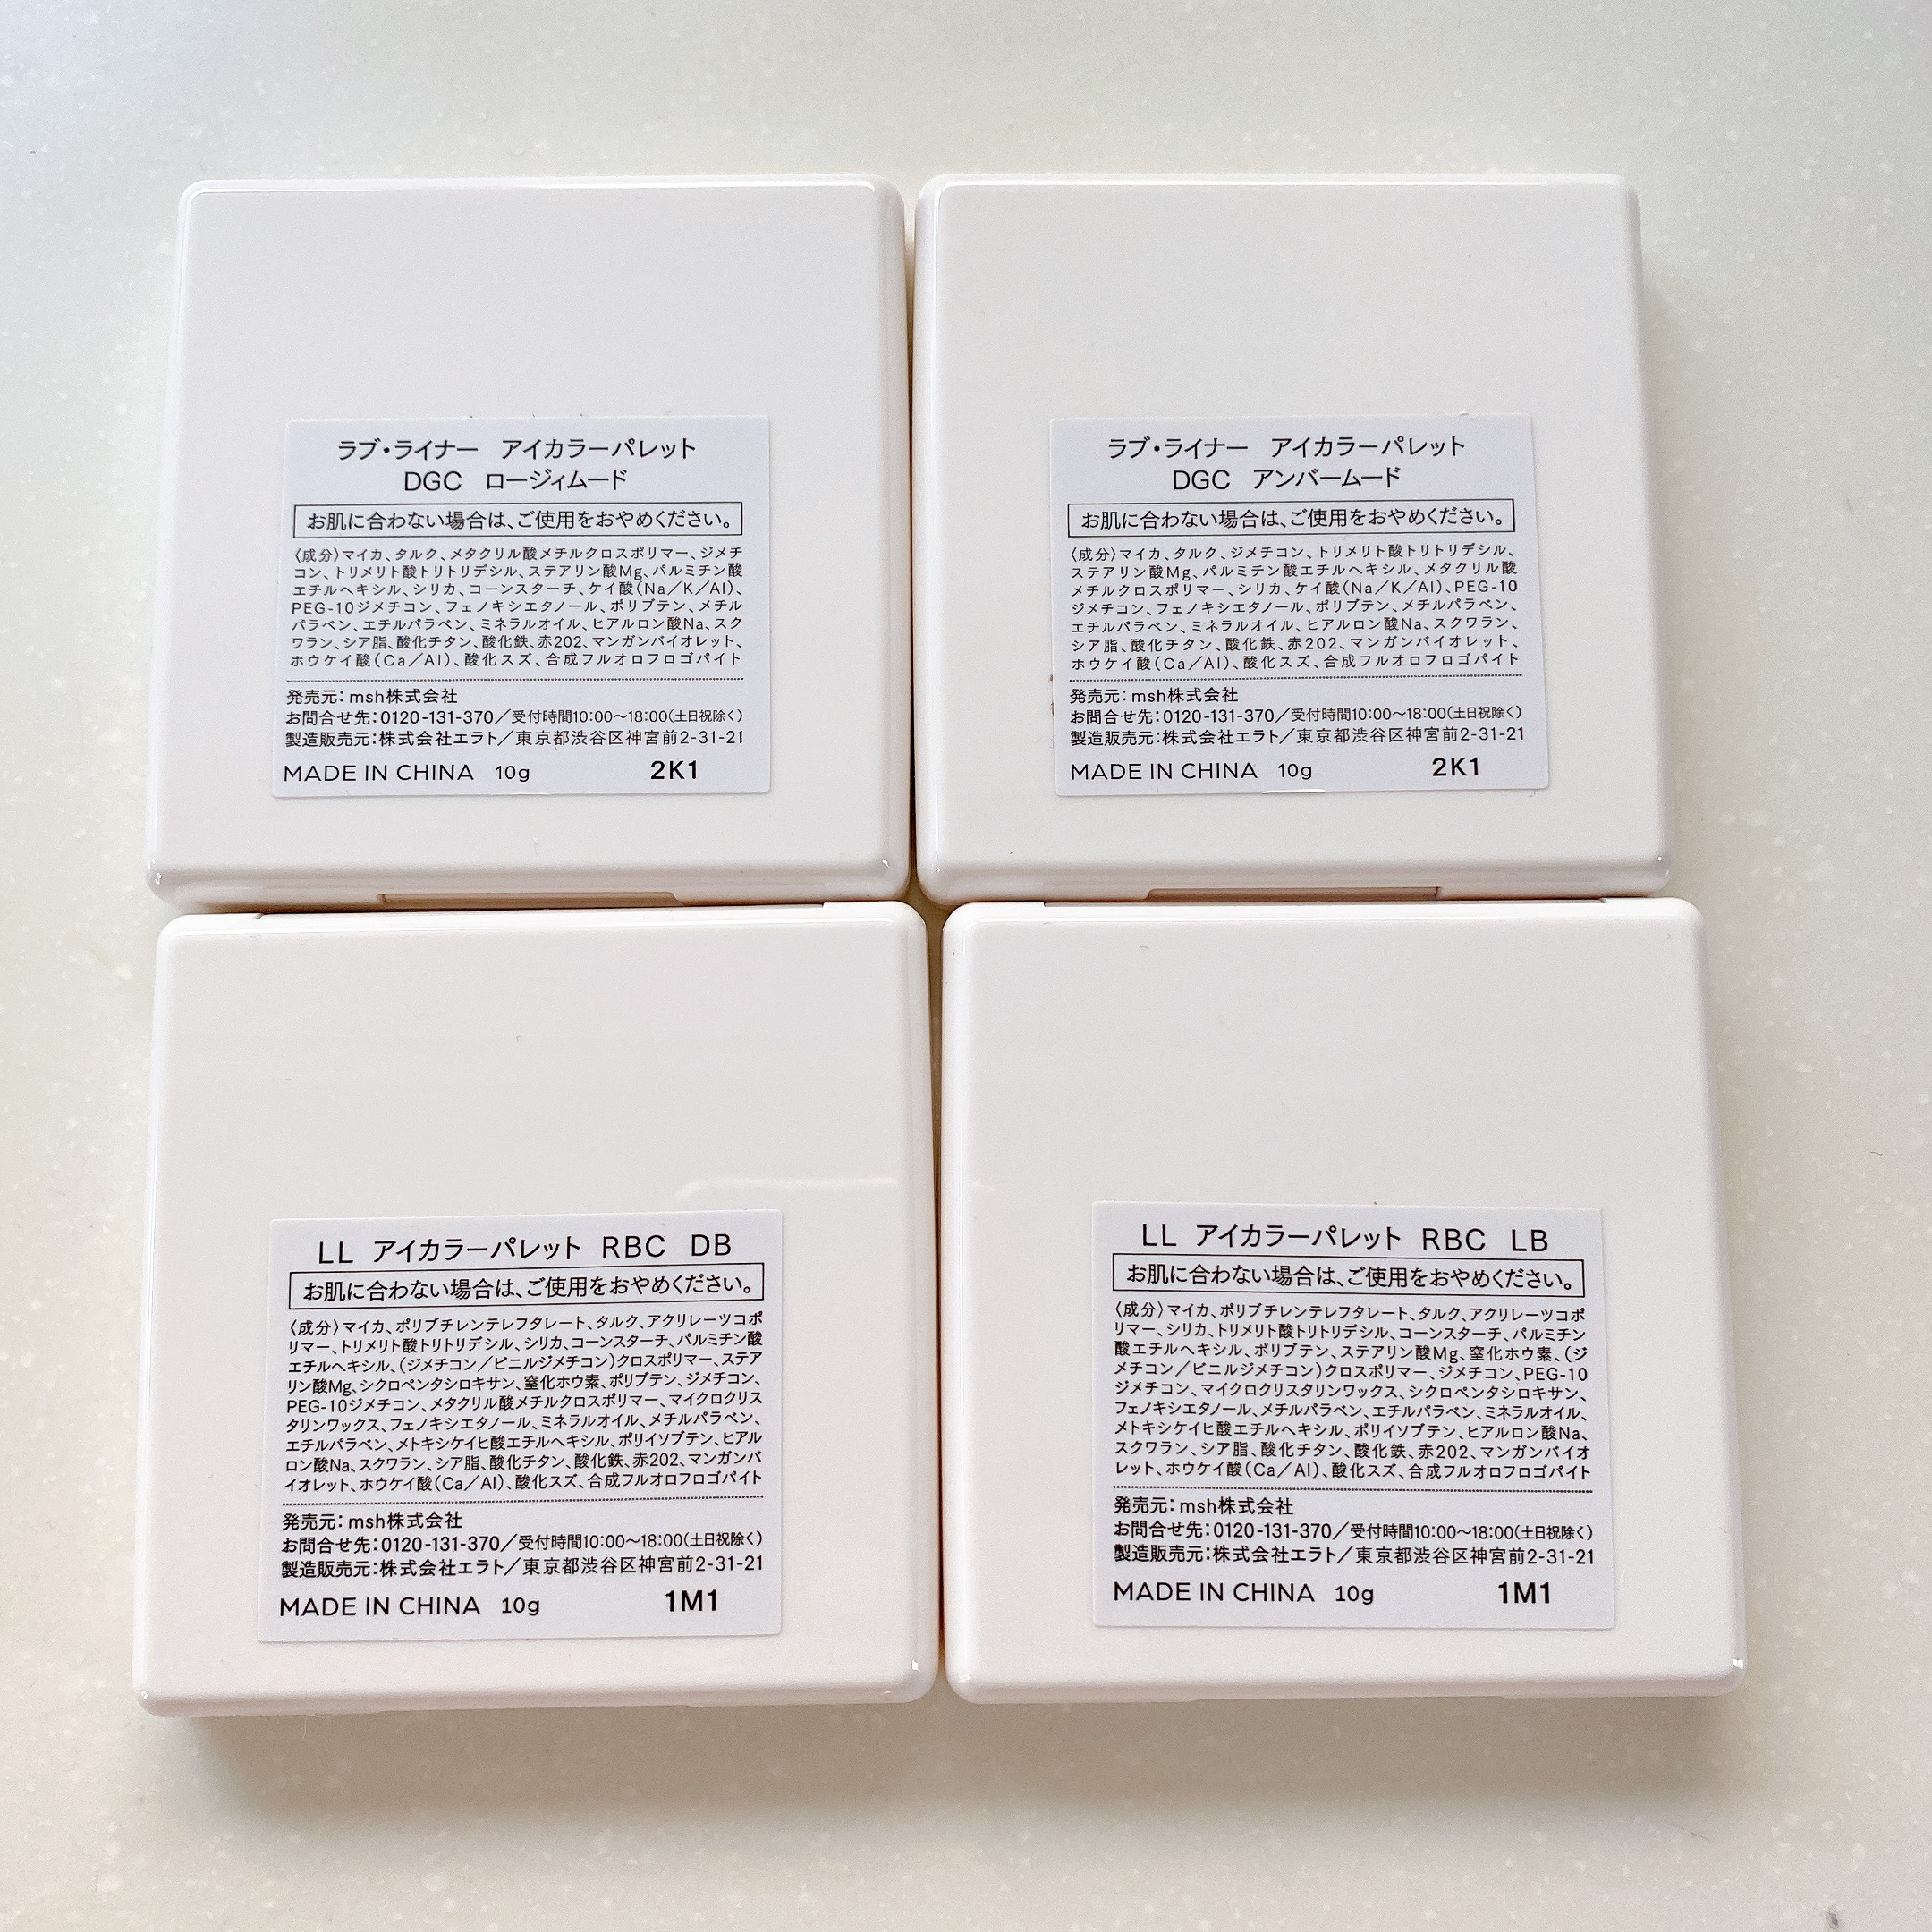 ラブ・ライナー アイカラーパレット
DGC ロージィムード
お肌に合わない場合は、ご使用をおやめください。
〈成分〉マイカ、タルク、メタクリル酸メチルクロスポリマー、ジメチ
コン、トリメリト酸トリトリデシル、ステアリン酸Mg、パルミチン酸
エチルヘキシル、シリカ、コーンスターチ、ケイ酸(Na／K／Al)、
PEG-10ジメチコン、フェノキシエタノール、ポリブテン、メチル
パラベン、エチルパラベン、ミネラルオイル、ヒアルロン酸Na、スク
ワラン、シア脂、酸化チタン、酸化鉄、赤202、マンガンバイオレット、
ホウケイ酸(Ca／Al)、酸化スズ、合成フルオロフロゴパイト
発売元：msh株式会社
お問合せ先：0120-131-370／受付時間10:00〜18:00(土日祝除く)
製造販売元：株式会社エラト／東京都渋谷区神宮前2-31-21
MADE IN CHINA 10g 2K1
ラブ・ライナー アイカラーパレット
DGC アンバームード
お肌に合わない場合は、ご使用をおやめください。
〈成分〉マイカ、タルク、ジメチコン、トリメリト酸トリトリデシル、
ステアリン酸Mg、パルミチン酸エチルヘキシル、メタクリル酸
メチルクロスポリマー、シリカ、ケイ酸(Na／K／Al)、PEG-10
ジメチコン、フェノキシエタノール、ポリブテン、メチルパラベン、
エチルパラベン、ミネラルオイル、ヒアルロン酸Na、スクワラン、
シア脂、酸化チタン、酸化鉄、赤202、マンガンバイオレット、
ホウケイ酸(Ca／Al)、酸化スズ、合成フルオロフロゴパイト
発売元：msh株式会社
お問合せ先：0120-131-370／受付時間10:00〜18:00(土日祝除く)
製造販売元：株式会社エラト／東京都渋谷区神宮前2-31-21
MADE IN CHINA 10g 2K1
LL アイカラーパレット RBC DB
お肌に合わない場合は、ご使用をおやめください。
〈成分〉マイカ、ポリブチレンテレフタレート、タルク、アクリレーツコポ
リマー、トリメリト酸トリトリデシル、シリカ、コーンスターチ、パルミチン酸
エチルヘキシル、(ジメチコン／ビニルジメチコン)クロスポリマー、ステア
リン酸Mg、シクロペンタシロキサン、窒化ホウ素、ポリブテン、ジメチコン、
PEG-10ジメチコン、メタクリル酸メチルクロスポリマー、マイクロクリス
タリンワックス、フェノキシエタノール、ミネラルオイル、メチルパラベン、
エチルパラベン、メトキシケイヒ酸エチルヘキシル、ポリイソブテン、ヒアル
ロン酸Na、スクワラン、シア脂、酸化チタン、酸化鉄、赤202、マンガンバ
イオレット、ホウケイ酸(Ca／Al)、酸化スズ、合成フルオロフロゴパイト
発売元：msh株式会社
お問合せ先：0120-131-370／受付時間10:00〜18:00(土日祝除く)
製造販売元：株式会社エラト／東京都渋谷区神宮前2-31-21
MADE IN CHINA 10g 1M1
LL アイカラーパレット RBC LB
お肌に合わない場合は、ご使用をおやめください。
〈成分〉マイカ、ポリブチレンテレフタレート、タルク、アクリレーツコポ
リマー、シリカ、トリメリト酸トリトリデシル、コーンスターチ、パルミチン
酸エチルヘキシル、ポリブテン、ステアリン酸Mg、窒化ホウ素、(ジ
メチコン／ビニルジメチコン)クロスポリマー、ジメチコン、PEG-10
ジメチコン、マイクロクリスタリンワックス、シクロペンタシロキサン、
フェノキシエタノール、メチルパラベン、エチルパラベン、ミネラルオイル、
メトキシケイヒ酸エチルヘキシル、ポリイソブテン、ヒアルロン酸Na、
スクワラン、シア脂、酸化チタン、酸化鉄、赤202、マンガンバイオ
レット、ホウケイ酸(Ca／Al)、酸化スズ、合成フルオロフロゴパイト
発売元：msh株式会社
お問合せ先：0120-131-370／受付時間10:00〜18:00(土日祝除く)
製造販売元：株式会社エラト／東京都渋谷区神宮前2-31-21
MADE IN CHINA 10g 1M1